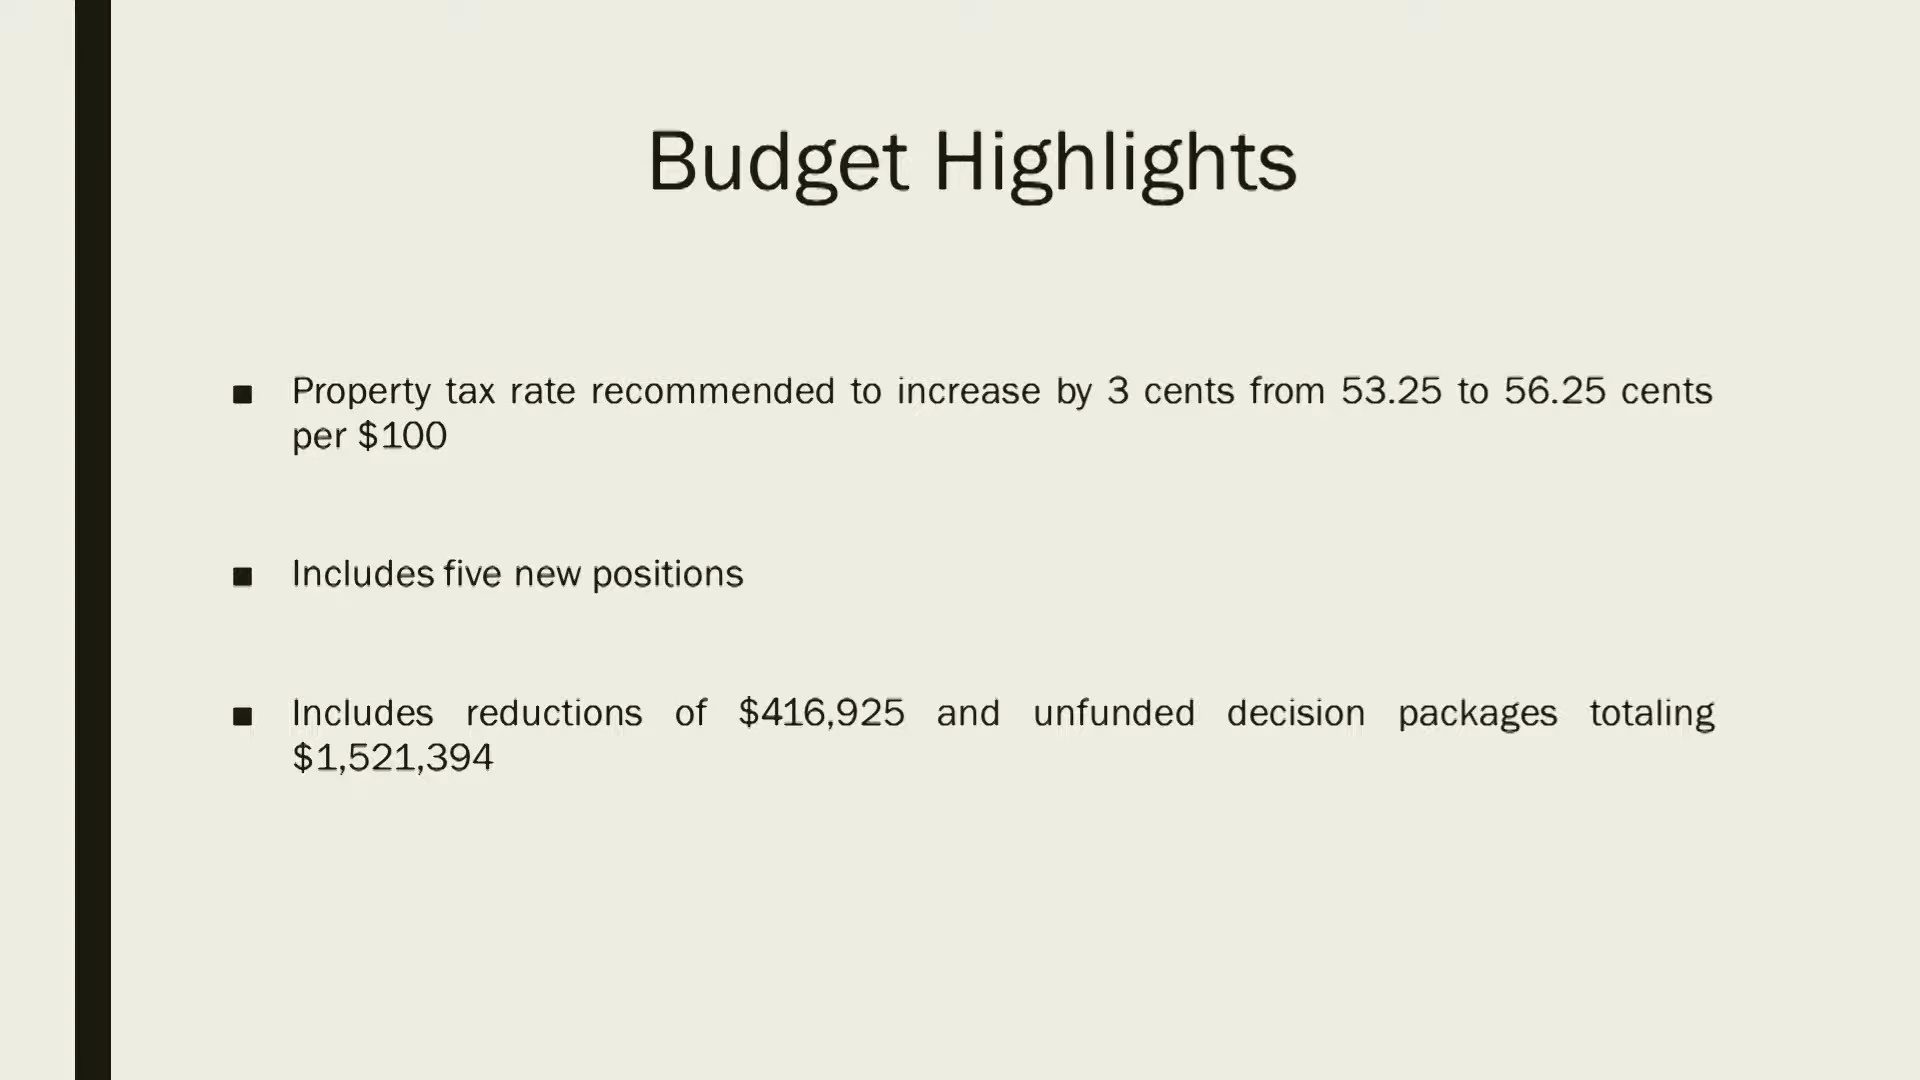 Budget Highlights
■ Property tax rate recommended to increase by 3 cents from 53.25 to 56.25 cents
per $100
■ Includes five new positions
■ Includes reductions of $416,925 and unfunded decision packages totaling
$1,521,394